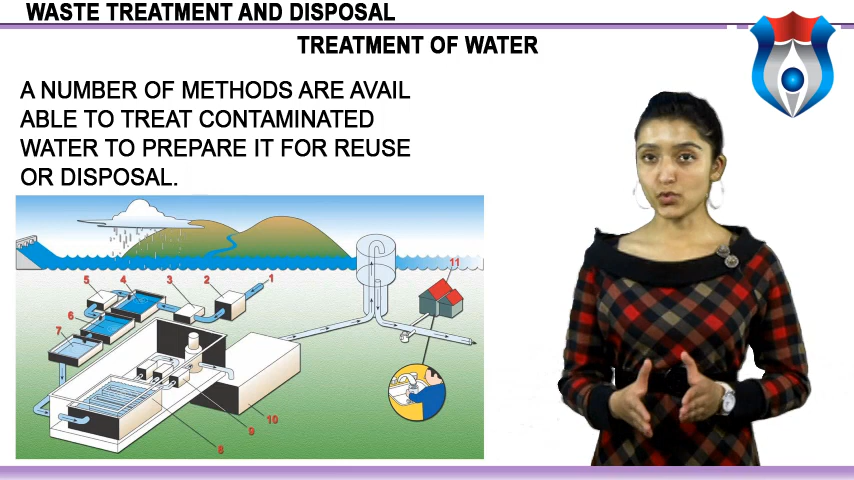 WASTE TREATMENT AND DISPOSAL
TREATMENT OF WATER
A NUMBER OF METHODS ARE AVAIL
ABLE TO TREAT CONTAMINATED
WATER TO PREPARE IT FOR REUSE
OR DISPOSAL.
11
5 4 3 2 1
6
7
10
9
8